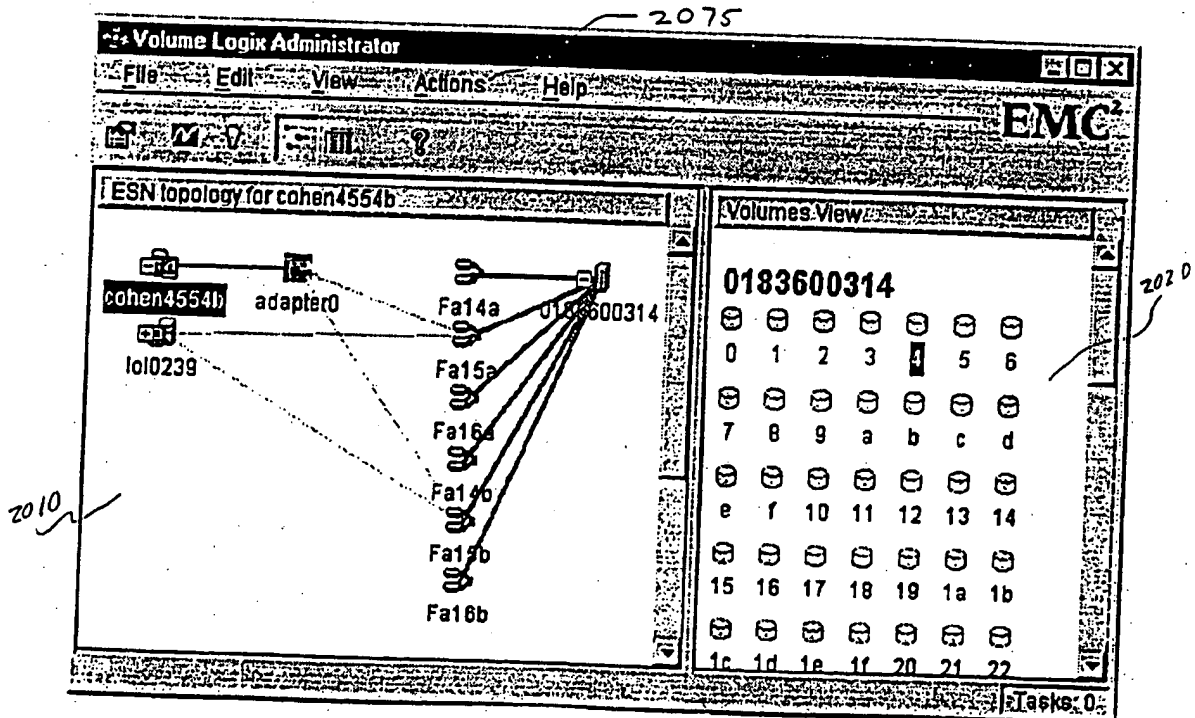 2075
Volume Logix Administrator
File Edit View Actions Help
EMC²
ESN topology for cohen4554b
Volumes View
cohen4554b
adapter0
lol0239
Fa14a
Fa15a
Fa16a
Fa14b
Fa15b
Fa16b
0183600314
0183600314
0 1 2 3 4 5 6
7 8 9 a b c d
e f 10 11 12 13 14
15 16 17 18 19 1a 1b
1c 1d 1e 1f 20 21 22
2020
2010
Tasks: 0